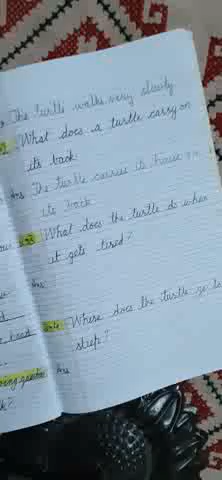 The turtle walks very slowly
What does a turtle carry on
its back
Ans The turtle carries its house on
its back
What does the turtle do when
it gets tired?
Ans
Where does the turtle go to
sleep?
Ans